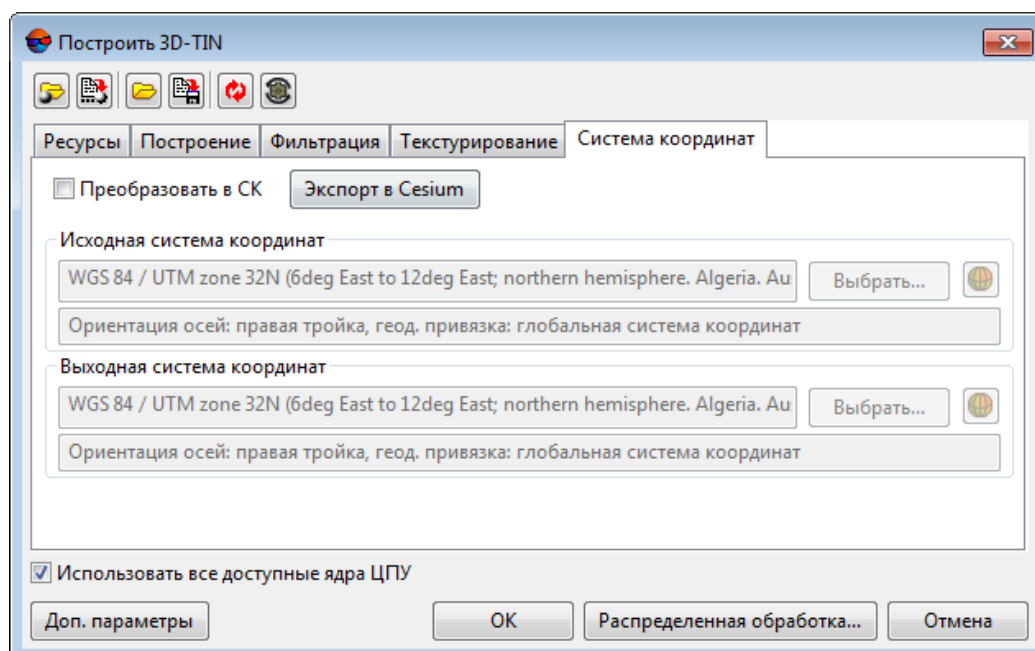 Построить 3D-TIN
Ресурсы Построение Фильтрация Текстурирование Система координат
Преобразовать в СК Экспорт в Cesium
Исходная система координат
WGS 84 / UTM zone 32N (6deg East to 12deg East; northern hemisphere. Algeria. Au Выбрать...
Ориентация осей: правая тройка, геод. привязка: глобальная система координат
Выходная система координат
WGS 84 / UTM zone 32N (6deg East to 12deg East; northern hemisphere. Algeria. Au Выбрать...
Ориентация осей: правая тройка, геод. привязка: глобальная система координат
Использовать все доступные ядра ЦПУ
Доп. параметры OK Распределенная обработка... Отмена